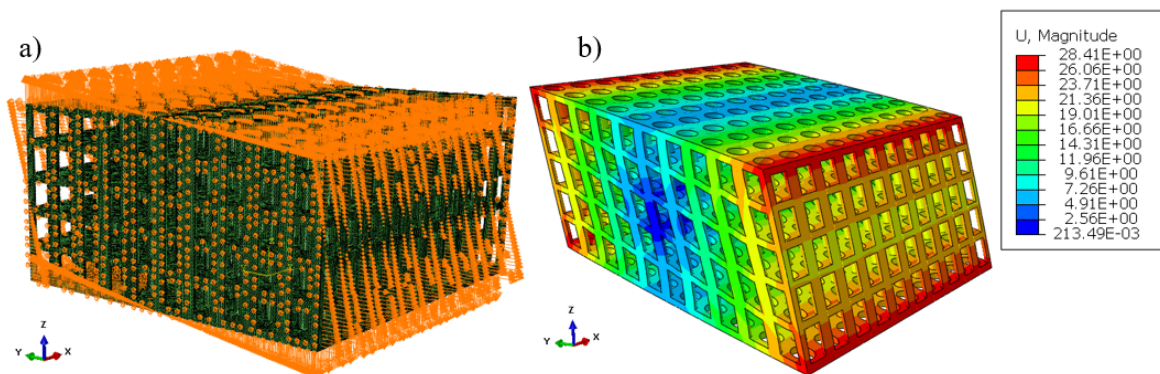 a)
b)
U, Magnitude
28.41E+00
26.06E+00
23.71E+00
21.36E+00
19.01E+00
16.66E+00
14.31E+00
11.96E+00
9.61E+00
7.26E+00
4.91E+00
2.56E+00
213.49E-03
Z
Y
X
Z
Y
X